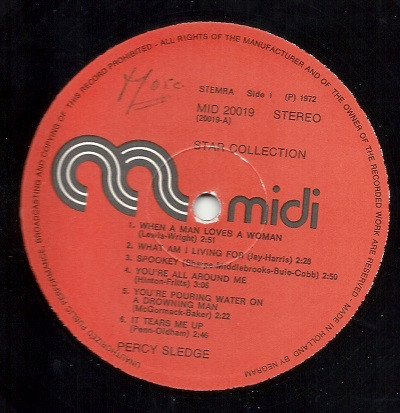 UNAUTHORIZED PUBLIC PERFORMANCE, BROADCASTING AND COPYING OF THIS RECORD PROHIBITED - ALL RIGHTS OF THE MANUFACTURER AND OF THE OWNER OF THE RECORDED WORK ARE RESERVED - MADE IN HOLLAND BY NEGRAM
STEMRA Side 1 (P) 1972
MID 20019 STEREO
(20019-A)
STAR COLLECTION
midi
1. WHEN A MAN LOVES A WOMAN
(Lewis-Wright) 2:51
2. WHAT AM I LIVING FOR (Jay-Harris) 2:28
3. SPOOKEY (Sharpe-Middlebrooks-Buie-Cobb) 2:50
4. YOU'RE ALL AROUND ME
(Hinton-Fritts) 3:06
5. YOU'RE POURING WATER ON
A DROWNING MAN
(McCormack-Baker) 2:22
6. IT TEARS ME UP
(Penn-Oldham) 2:46
PERCY SLEDGE